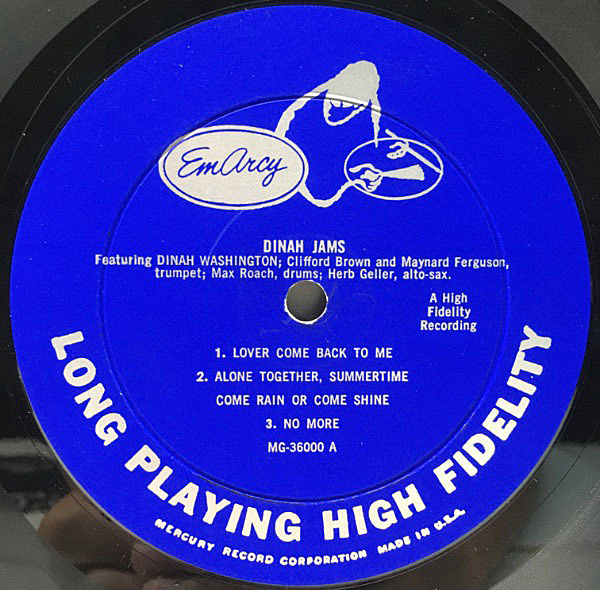 EmArcy
DINAH JAMS
Featuring DINAH WASHINGTON; Clifford Brown and Maynard Ferguson,
trumpet; Max Roach, drums; Herb Geller, alto-sax.
A High
Fidelity
Recording
1. LOVER COME BACK TO ME
2. ALONE TOGETHER, SUMMERTIME
COME RAIN OR COME SHINE
3. NO MORE
MG-36000 A
LONG PLAYING HIGH FIDELITY
MERCURY RECORD CORPORATION MADE IN U.S.A.